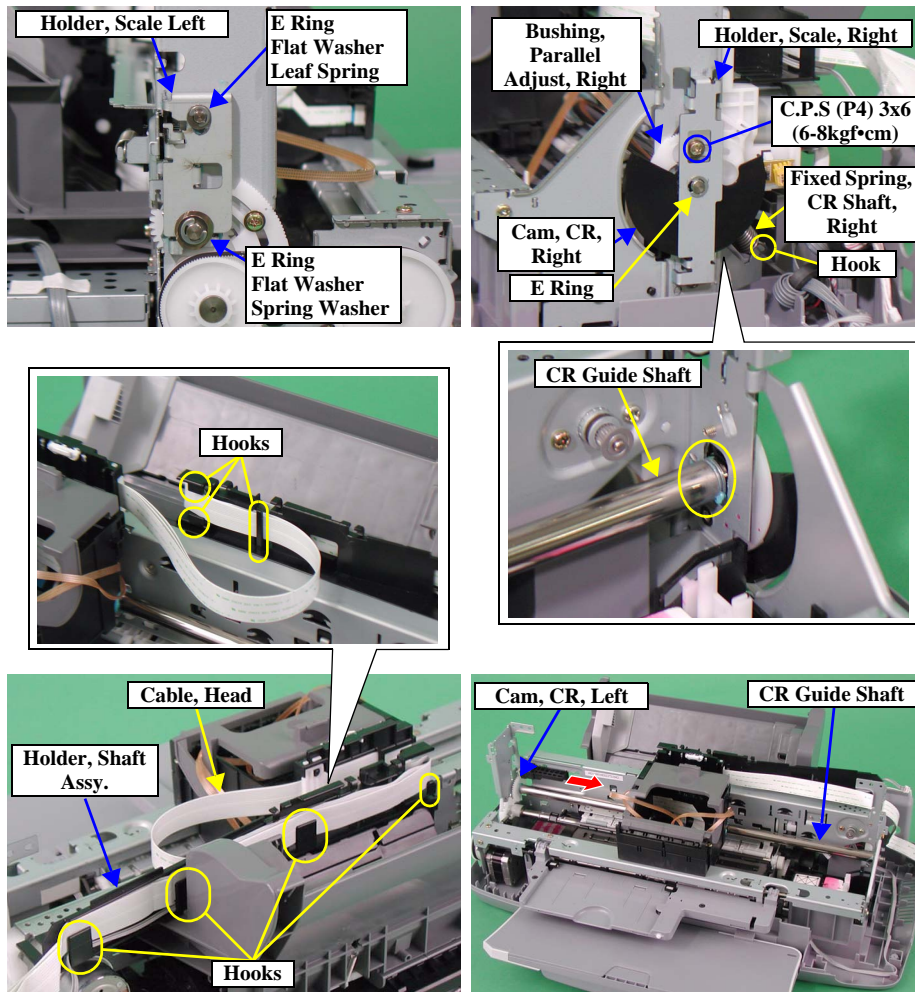 Holder, Scale Left
E Ring
Flat Washer
Leaf Spring
E Ring
Flat Washer
Spring Washer
Bushing,
Parallel
Adjust, Right
Holder, Scale, Right
C.P.S (P4) 3x6
(6-8kgf•cm)
Fixed Spring,
CR Shaft,
Right
Hook
Cam, CR,
Right
E Ring
Hooks
CR Guide Shaft
Cable, Head
Holder, Shaft
Assy.
Hooks
Cam, CR, Left
CR Guide Shaft